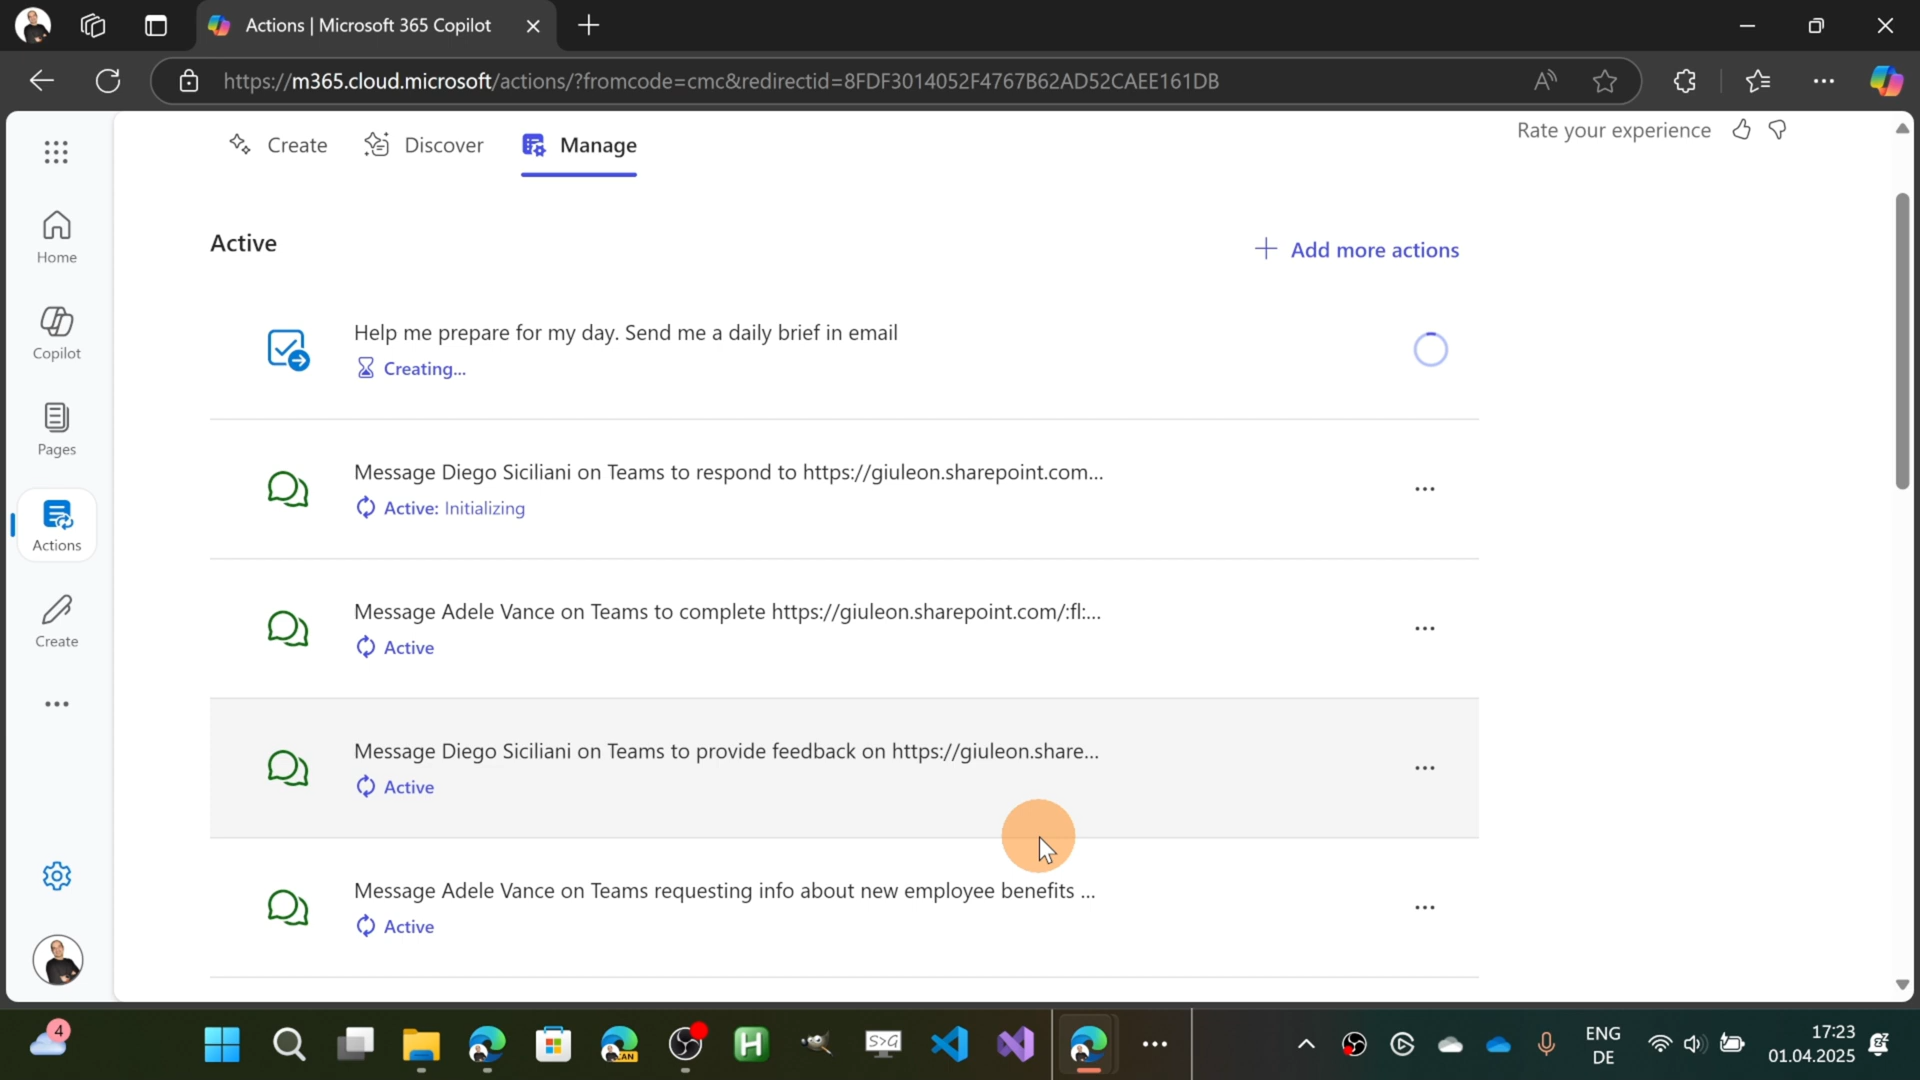 Actions | Microsoft 365 Copilot
https://m365.cloud.microsoft/actions/?fromcode=cmc&redirectid=8FDF3014052F4767B62AD52CAEE161DB
Create
Discover
Manage
Rate your experience
Home
Copilot
Pages
Actions
Create
Active
Add more actions
Help me prepare for my day. Send me a daily brief in email
Creating...
Message Diego Siciliani on Teams to respond to https://giuleon.sharepoint.com...
Active: Initializing
Message Adele Vance on Teams to complete https://giuleon.sharepoint.com/:fl:...
Active
Message Diego Siciliani on Teams to provide feedback on https://giuleon.share...
Active
Message Adele Vance on Teams requesting info about new employee benefits ...
Active
4
CAN
H
S>G
ENG
DE
17:23
01.04.2025